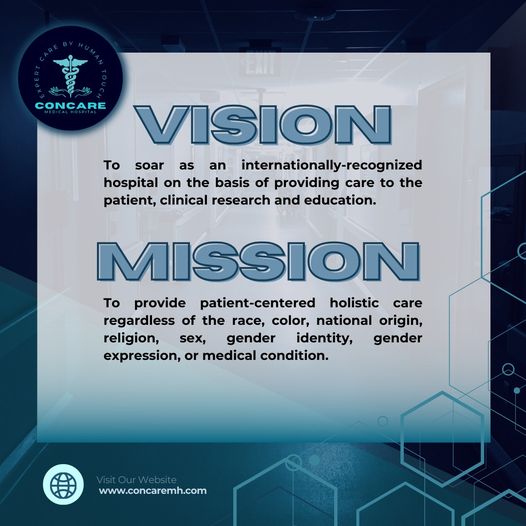 EXPERT CARE BY HUMAN TOUCH
CONCARE
MEDICAL HOSPITAL
EXIT
VISION
To soar as an internationally-recognized
hospital on the basis of providing care to the
patient, clinical research and education.
MISSION
To provide patient-centered holistic care
regardless of the race, color, national origin,
religion, sex, gender identity, gender
expression, or medical condition.
Visit Our Website
www.concaremh.com